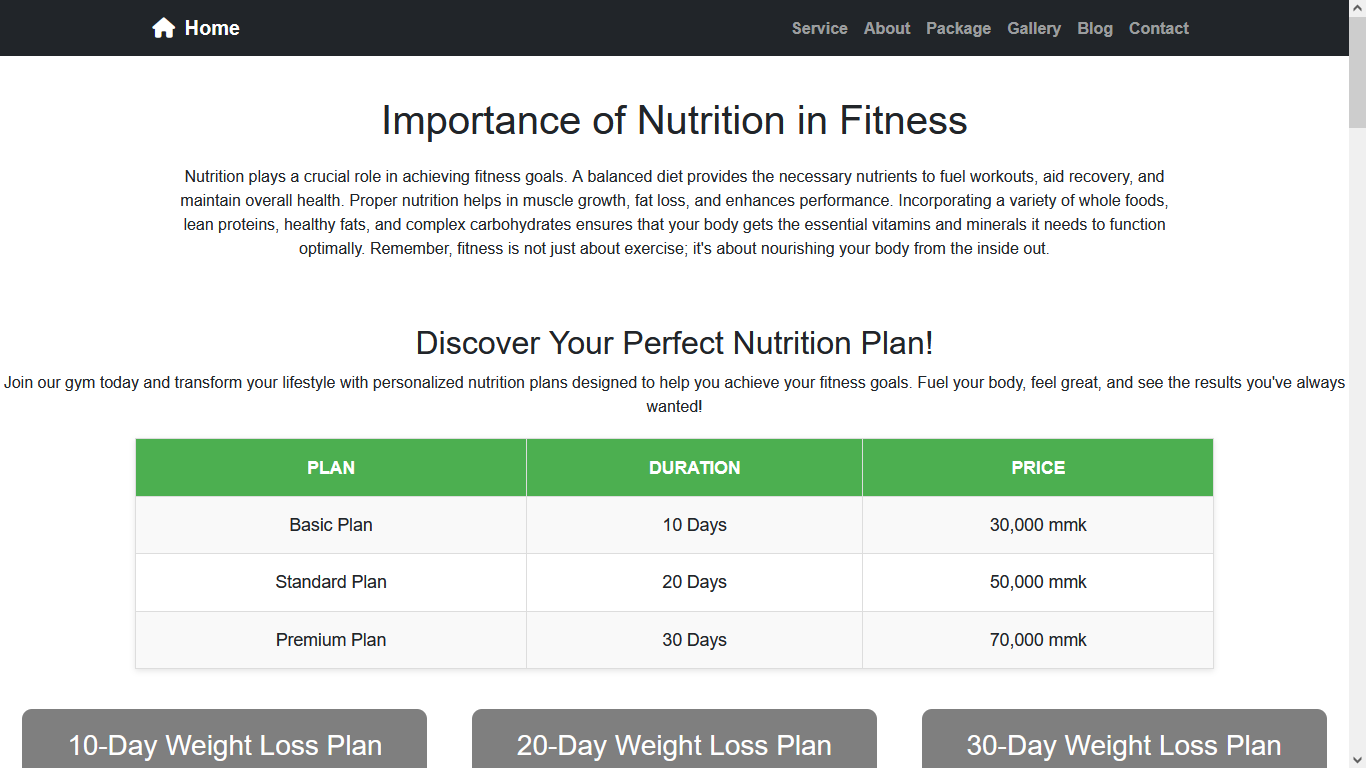 Home Service About Package Gallery Blog Contact
Importance of Nutrition in Fitness
Nutrition plays a crucial role in achieving fitness goals. A balanced diet provides the necessary nutrients to fuel workouts, aid recovery, and
maintain overall health. Proper nutrition helps in muscle growth, fat loss, and enhances performance. Incorporating a variety of whole foods,
lean proteins, healthy fats, and complex carbohydrates ensures that your body gets the essential vitamins and minerals it needs to function
optimally. Remember, fitness is not just about exercise; it's about nourishing your body from the inside out.
Discover Your Perfect Nutrition Plan!
Join our gym today and transform your lifestyle with personalized nutrition plans designed to help you achieve your fitness goals. Fuel your body, feel great, and see the results you've always
wanted!
PLAN DURATION PRICE
Basic Plan 10 Days 30,000 mmk
Standard Plan 20 Days 50,000 mmk
Premium Plan 30 Days 70,000 mmk
10-Day Weight Loss Plan 20-Day Weight Loss Plan 30-Day Weight Loss Plan